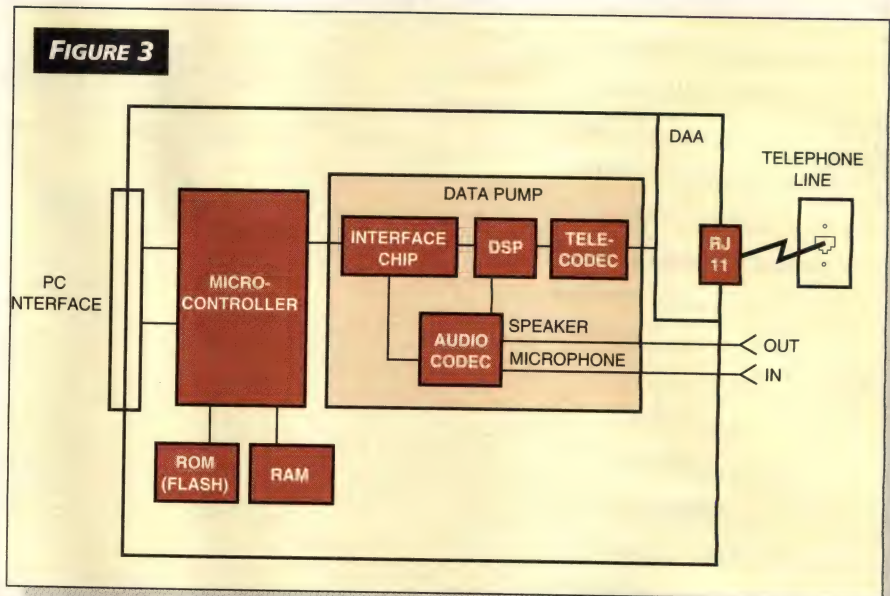 FIGURE 3
DAA
TELEPHONE
LINE
DATA PUMP
INTERFACE
CHIP
DSP
TELE-
CODEC
RJ
11
PC
NTERFACE
MICRO-
CONTROLLER
AUDIO
CODEC
SPEAKER
MICROPHONE
OUT
IN
ROM
(FLASH)
RAM